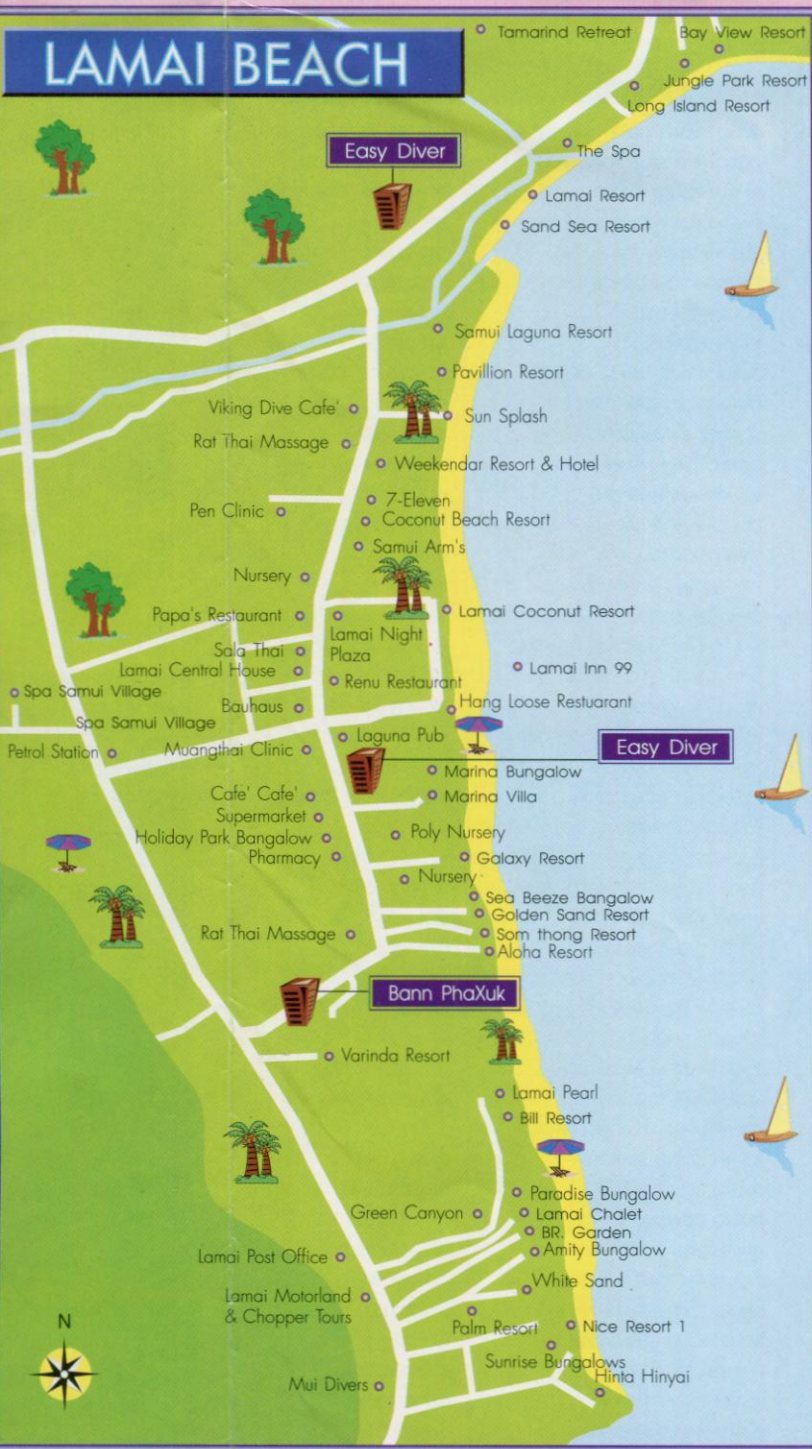 LAMAI BEACH
Tamarind Retreat
Bay View Resort
Jungle Park Resort
Long Island Resort
Easy Diver
The Spa
Lamai Resort
Sand Sea Resort
Samui Laguna Resort
Pavillion Resort
Viking Dive Cafe'
Sun Splash
Rat Thai Massage
Weekendar Resort & Hotel
7-Eleven
Pen Clinic
Coconut Beach Resort
Samui Arm's
Nursery
Papa's Restaurant
Lamai Coconut Resort
Lamai Night
Plaza
Sala Thai
Lamai Central House
Lamai Inn 99
Renu Restaurant
Spa Samui Village
Hang Loose Restuarant
Bauhaus
Spa Samui Village
Laguna Pub
Easy Diver
Petrol Station
Muangthai Clinic
Marina Bungalow
Cafe' Cafe'
Marina Villa
Supermarket
Holiday Park Bangalow
Poly Nursery
Pharmacy
Galaxy Resort
Nursery
Sea Beeze Bangalow
Golden Sand Resort
Rat Thai Massage
Som thong Resort
Aloha Resort
Bann PhaXuk
Varinda Resort
Lamai Pearl
Bill Resort
Paradise Bungalow
Green Canyon
Lamai Chalet
BR. Garden
Amity Bungalow
Lamai Post Office
White Sand
Lamai Motorland
& Chopper Tours
Palm Resort
Nice Resort 1
N
Sunrise Bungalows
Hinta Hinyai
Mui Divers